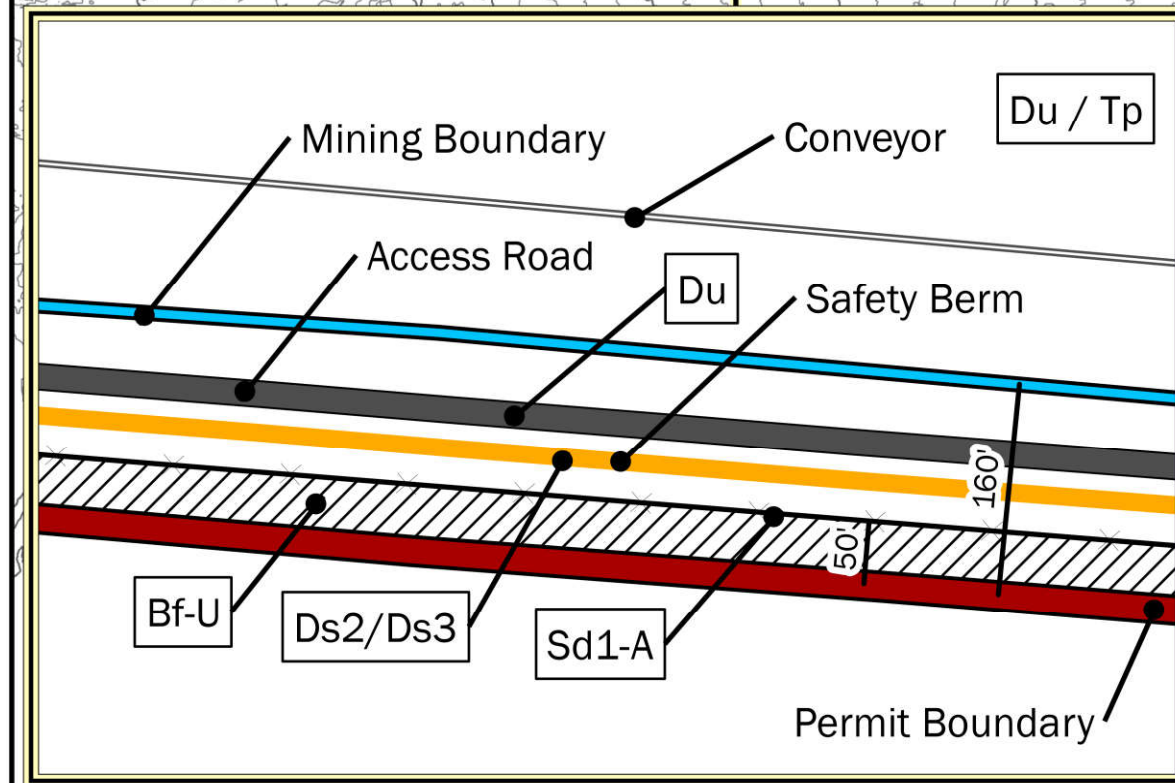 Du / Tp
Mining Boundary
Conveyor
Access Road
Du
Safety Berm
160'
50'
Bf-U
Ds2/Ds3
Sd1-A
Permit Boundary